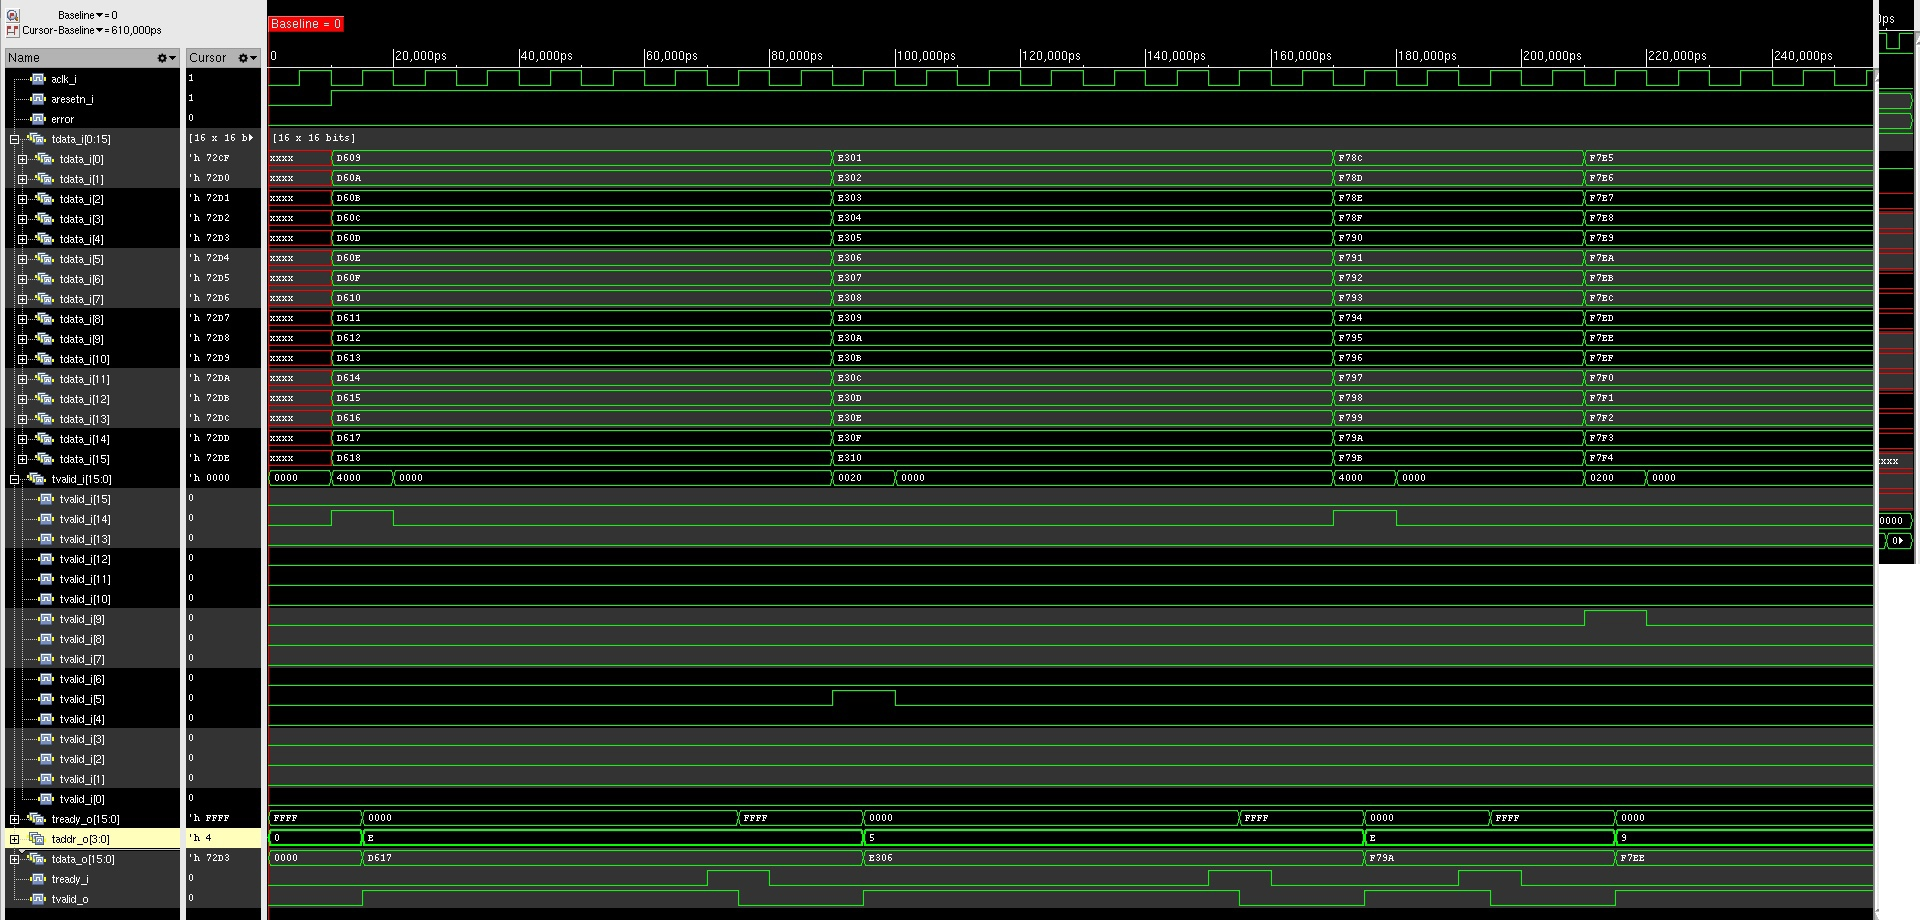 Baseline▼= 0
Cursor-Baseline▼= 610,000ps
Baseline = 0
Name Cursor 0 20,000ps 40,000ps 60,000ps 80,000ps 100,000ps 120,000ps 140,000ps 160,000ps 180,000ps 200,000ps 220,000ps 240,000ps
aclk_i 1
aresetn_i 1
error 0
tdata_i[0:15] [16 x 16 b [16 x 16 bits]
tdata_i[0] 'h 72CF xxxx D609 E301 F78C F7E5
tdata_i[1] 'h 72D0 xxxx D60A E302 F78D F7E6
tdata_i[2] 'h 72D1 xxxx D60B E303 F78E F7E7
tdata_i[3] 'h 72D2 xxxx D60C E304 F78F F7E8
tdata_i[4] 'h 72D3 xxxx D60D E305 F790 F7E9
tdata_i[5] 'h 72D4 xxxx D60E E306 F791 F7EA
tdata_i[6] 'h 72D5 xxxx D60F E307 F792 F7EB
tdata_i[7] 'h 72D6 xxxx D610 E308 F793 F7EC
tdata_i[8] 'h 72D7 xxxx D611 E309 F794 F7ED
tdata_i[9] 'h 72D8 xxxx D612 E30A F795 F7EE
tdata_i[10] 'h 72D9 xxxx D613 E30B F796 F7EF
tdata_i[11] 'h 72DA xxxx D614 E30C F797 F7F0
tdata_i[12] 'h 72DB xxxx D615 E30D F798 F7F1
tdata_i[13] 'h 72DC xxxx D616 E30E F799 F7F2
tdata_i[14] 'h 72DD xxxx D617 E30F F79A F7F3
tdata_i[15] 'h 72DE xxxx D618 E310 F79B F7F4
tvalid_i[15:0] 'h 0000 0000 4000 0000 0020 0000 4000 0000 0200 0000
tvalid_i[15] 0
tvalid_i[14] 0
tvalid_i[13] 0
tvalid_i[12] 0
tvalid_i[11] 0
tvalid_i[10] 0
tvalid_i[9] 0
tvalid_i[8] 0
tvalid_i[7] 0
tvalid_i[6] 0
tvalid_i[5] 0
tvalid_i[4] 0
tvalid_i[3] 0
tvalid_i[2] 0
tvalid_i[1] 0
tvalid_i[0] 0
tready_o[15:0] 'h FFFF FFFF 0000 FFFF 0000 FFFF 0000 FFFF 0000
taddr_o[3:0] 'h 4 0 E 5 E 9
tdata_o[15:0] 'h 72D3 0000 D617 E306 F79A F7EE
tready_i 0
tvalid_o 0
xxx
0000
0